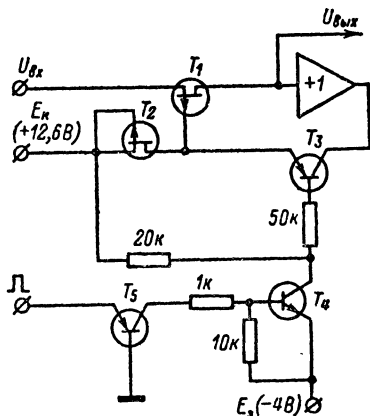 Uвых
Uвх
T₁
+1
Eк
(+12,6В)
T₂
T₃
50к
20к
T₅
1к
T₄
10к
Eз(-4В)